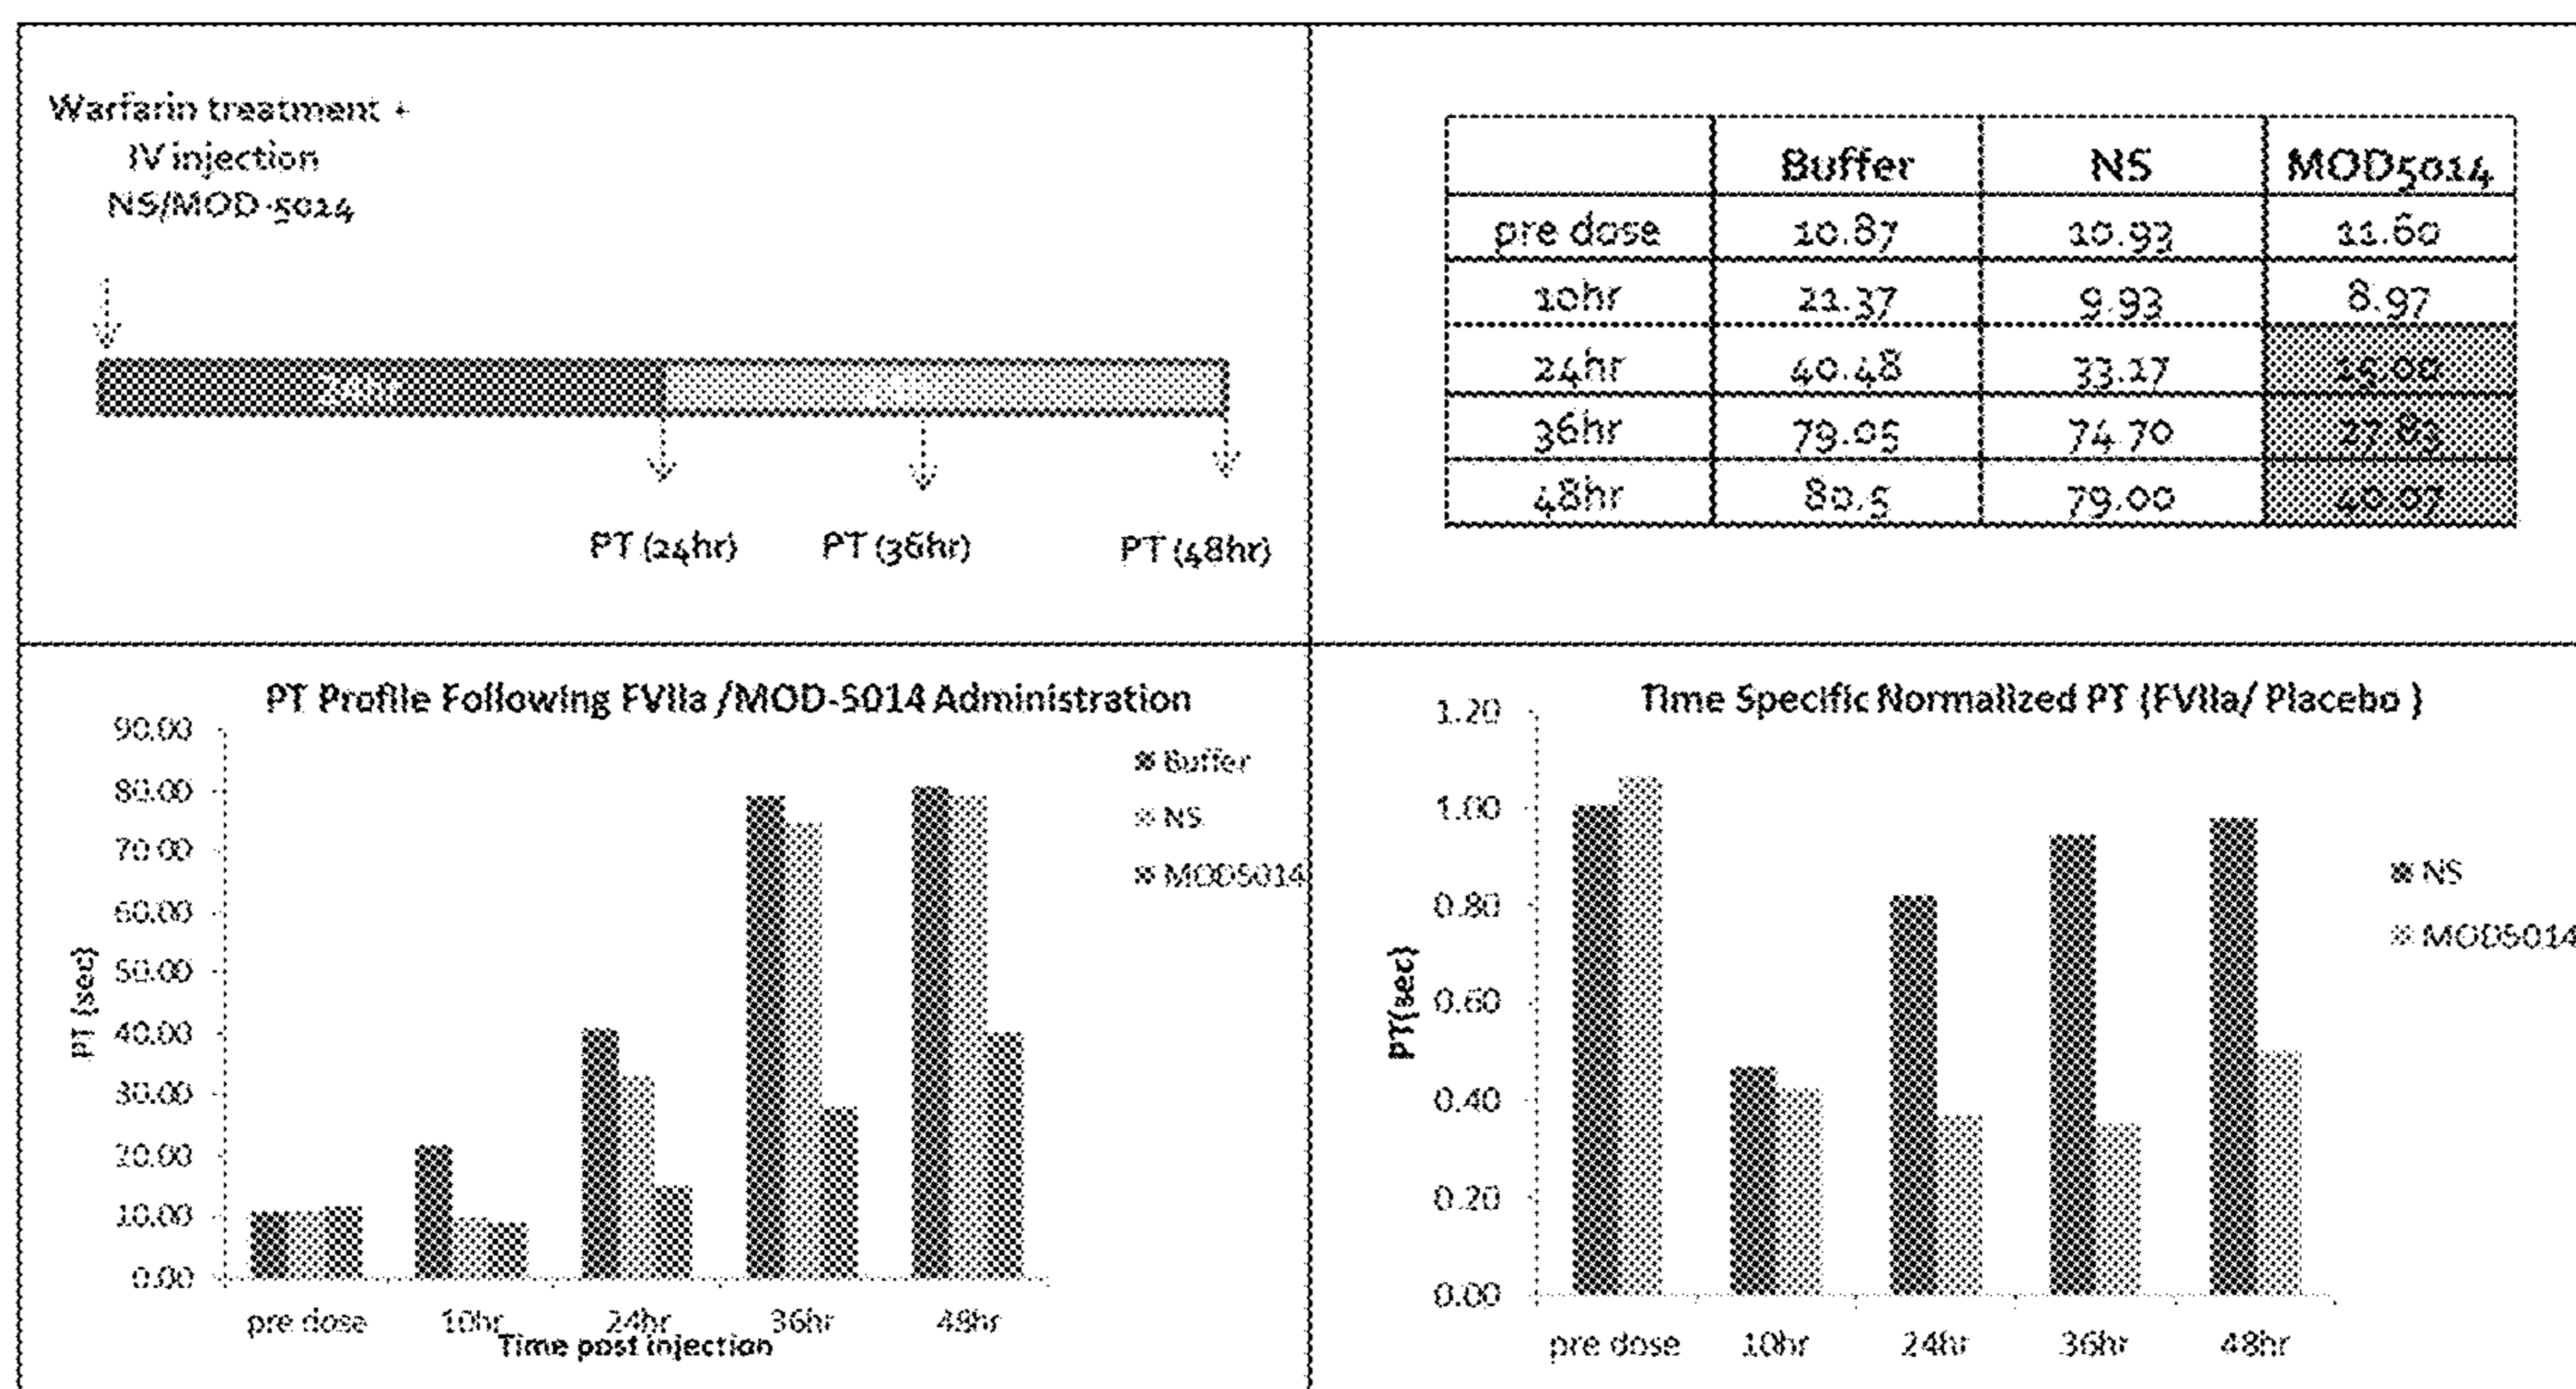 Warfarin treatment +
IV injection
NS/MOD-5014
PT (24hr) PT (36hr) PT (48hr)
Buffer NS MOD5014
pre dose 10.87 10.93 11.60
10hr 21.37 9.93 8.97
24hr 40.48 33.17 15.00
36hr 79.05 74.70 27.83
48hr 80.5 79.00 40.07
PT Profile Following FVIIa /MOD-5014 Administration
90.00
80.00
70.00
60.00
50.00
40.00
30.00
20.00
10.00
0.00
PT (sec)
Buffer
NS
MOD5014
pre dose 10hr 24hr 36hr 48hr
Time post injection
Time Specific Normalized PT (FVIIa/ Placebo )
1.20
1.00
0.80
0.60
0.40
0.20
0.00
PT(sec)
NS
MOD5014
pre dose 10hr 24hr 36hr 48hr